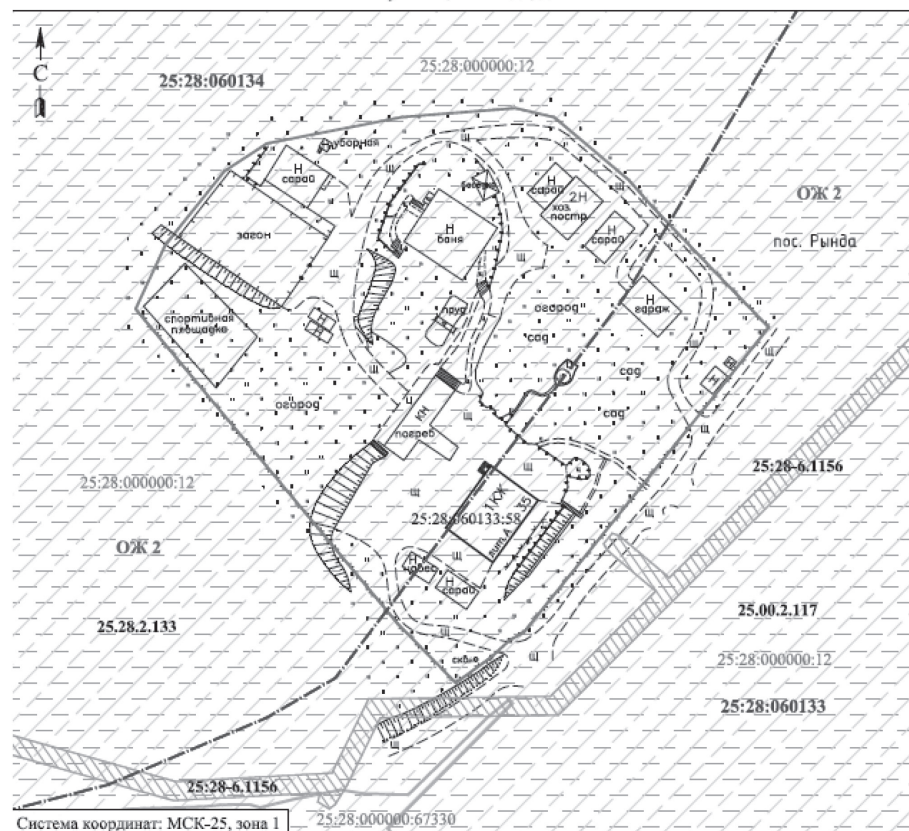 С
25:28:060134
25:28:000000:12
уборная
Н
сарай
загон
Н
баня
беседка
Н
сарай
2Н
хоз.
постр.
Н
сарай
ОЖ 2
пос. Рында
спортивная
площадка
пруд
огород
сад
Н
гараж
сад
сад
огород
КН
погреб
Н
25:28:000000:12
25:28-6.1156
1КЖ
35
лит.А
25:28:060133:58
ОЖ 2
Н
навес
Н
сарай
25.28.2.133
25.00.2.117
25:28:000000:12
25:28:060133
25:28-6.1156
Система координат: МСК-25, зона 1
25:28:000000:67330